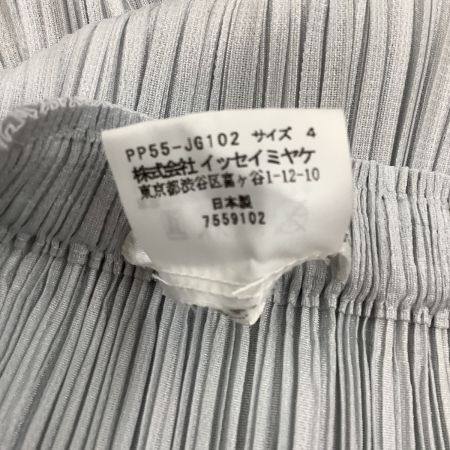 PP55-JG102 サイズ 4
株式会社 イッセイミヤケ
東京都渋谷区富ヶ谷1-12-10
日本製
7559102